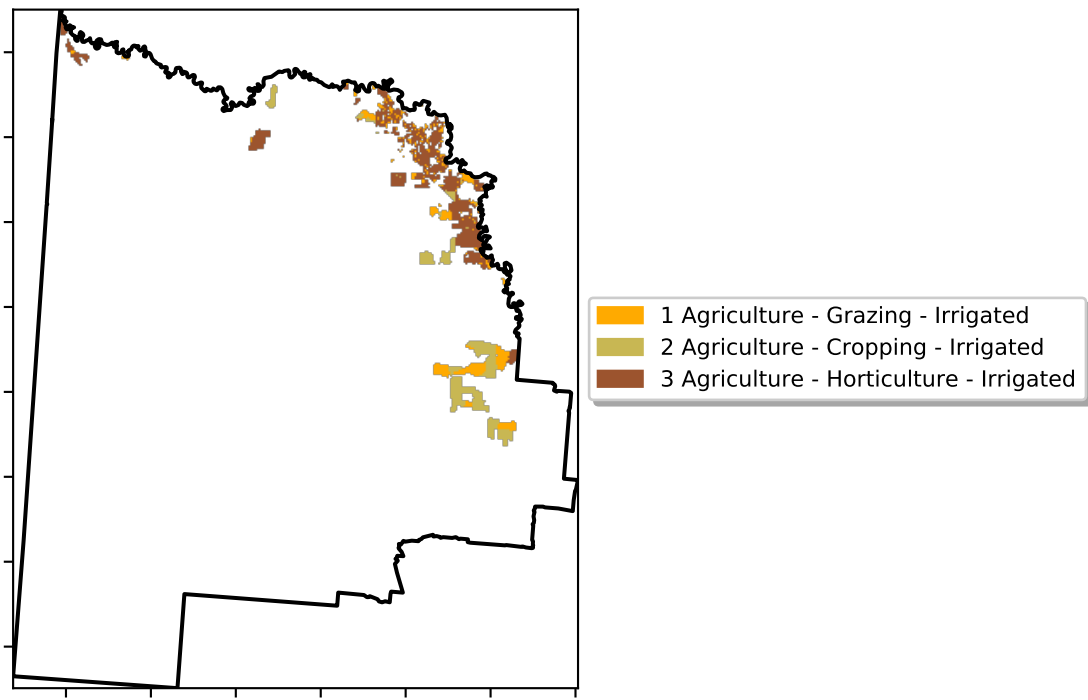 1 Agriculture - Grazing - Irrigated
2 Agriculture - Cropping - Irrigated
3 Agriculture - Horticulture - Irrigated